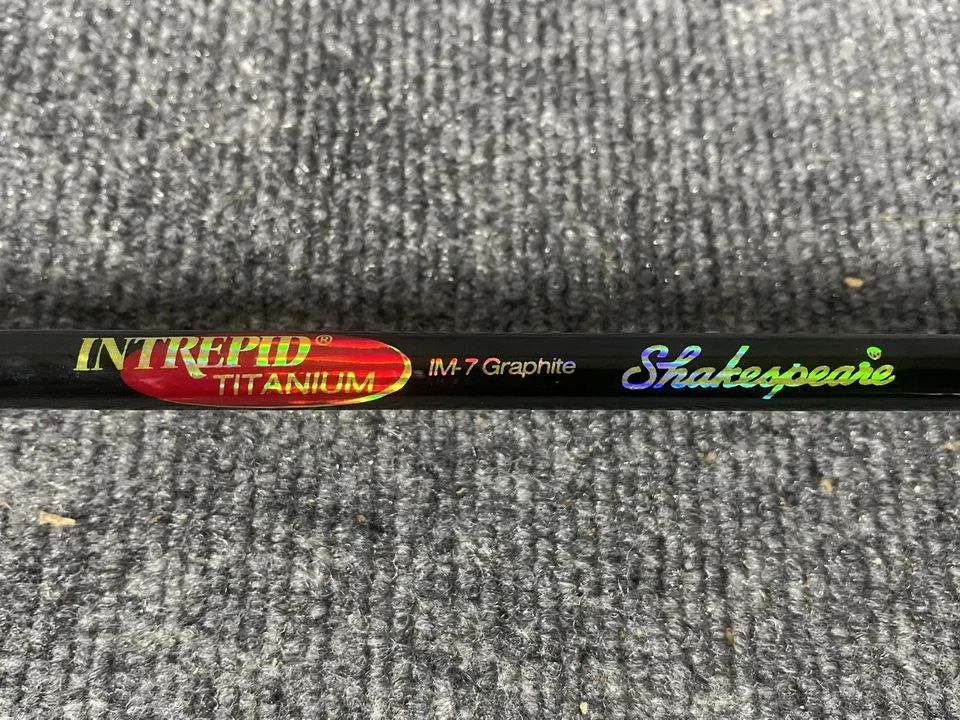 INTREPID®
TITANIUM
IM-7 Graphite
Shakespeare®